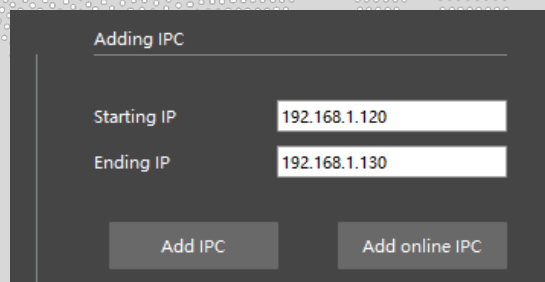 Adding IPC
Starting IP 192.168.1.120
Ending IP 192.168.1.130
Add IPC Add online IPC